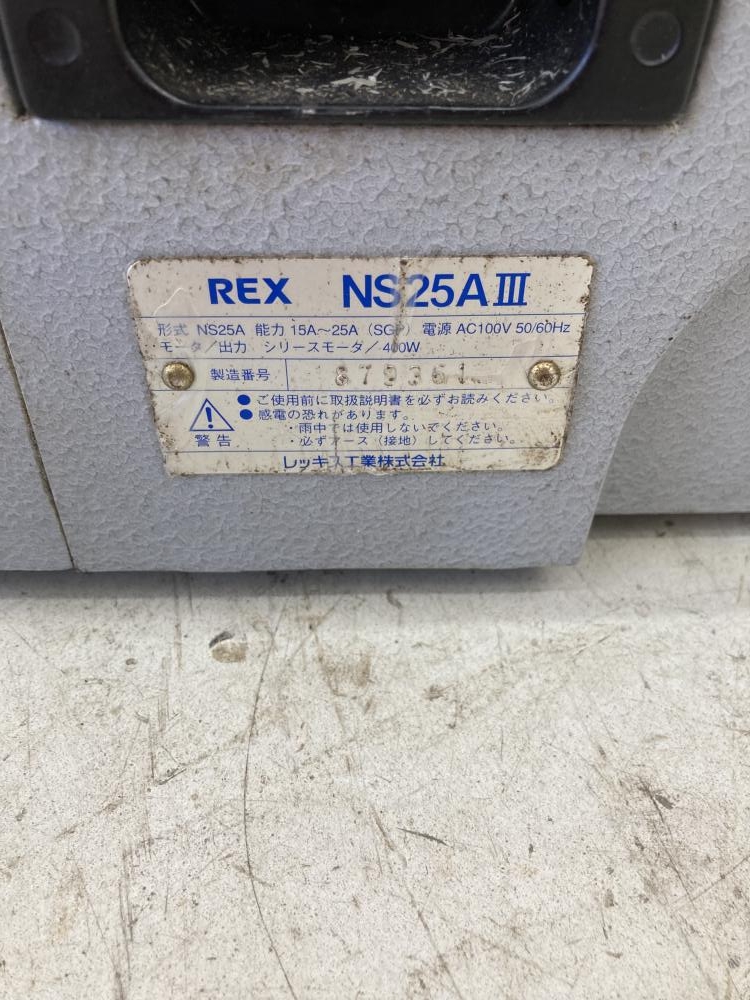 REX NS25AⅢ
形式 NS25A 能力 15A～25A（SGP） 電源 AC100V 50/60Hz
モータ／出力 シリーズモータ／400W
製造番号 879351
● ご使用前に取扱説明書を必ずお読みください。
● 感電の恐れがあります。
・雨中では使用しないでください。
・必ずアース（接地）してください。
警告
レッキス工業株式会社